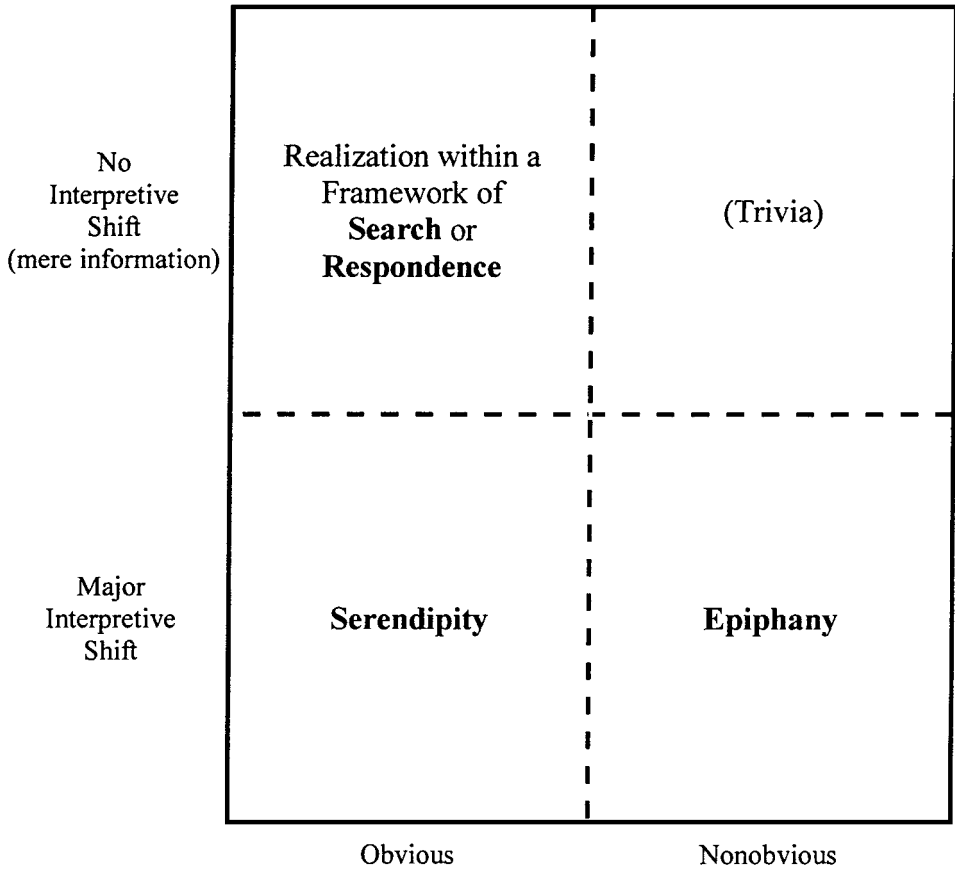 No
Interpretive
Shift
(mere information)
Realization within a
Framework of
Search or
Respondence
(Trivia)
Major
Interpretive
Shift
Serendipity
Epiphany
Obvious
Nonobvious